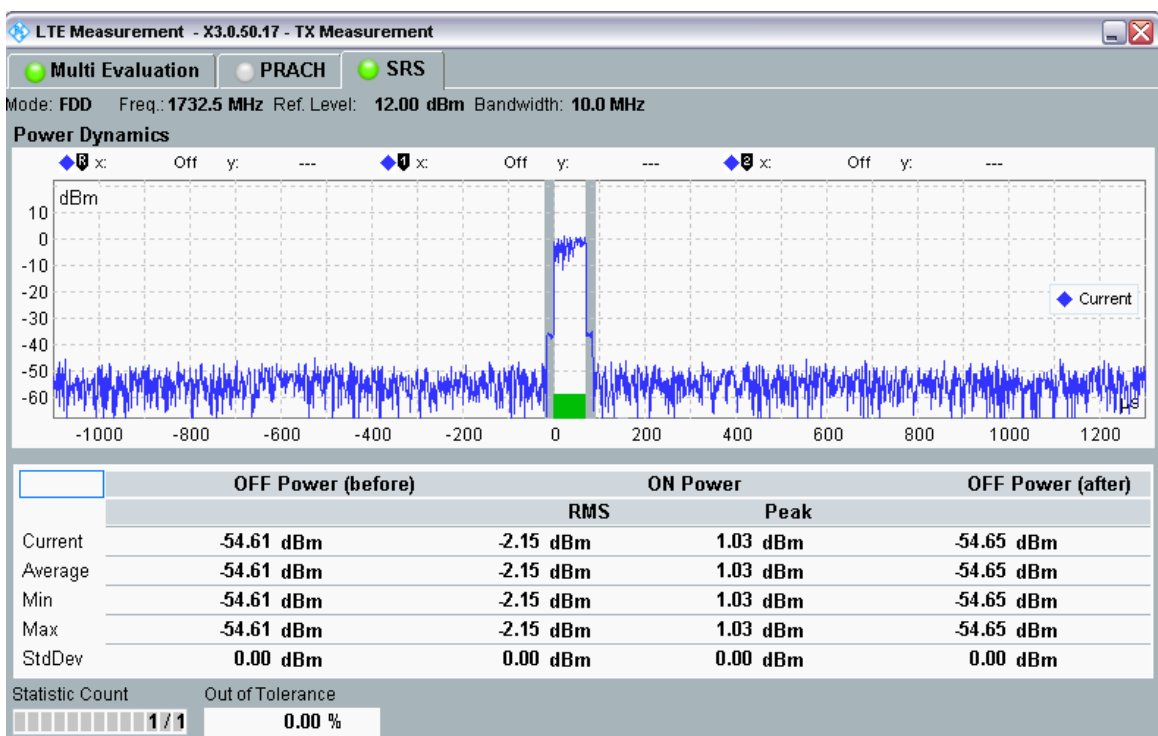 LTE Measurement - X3.0.50.17 - TX Measurement
Multi Evaluation PRACH SRS
Mode: FDD Freq.: 1732.5 MHz Ref. Level: 12.00 dBm Bandwidth: 10.0 MHz
Power Dynamics
R x: Off y: --- 1 x: Off y: --- 2 x: Off y: ---
dBm
10
0
-10
-20
-30
-40
-50
-60
Current
µs
-1000 -800 -600 -400 -200 0 200 400 600 800 1000 1200
OFF Power (before) ON Power OFF Power (after)
RMS Peak
Current -54.61 dBm -2.15 dBm 1.03 dBm -54.65 dBm
Average -54.61 dBm -2.15 dBm 1.03 dBm -54.65 dBm
Min -54.61 dBm -2.15 dBm 1.03 dBm -54.65 dBm
Max -54.61 dBm -2.15 dBm 1.03 dBm -54.65 dBm
StdDev 0.00 dBm 0.00 dBm 0.00 dBm 0.00 dBm
Statistic Count Out of Tolerance
1 / 1 0.00 %